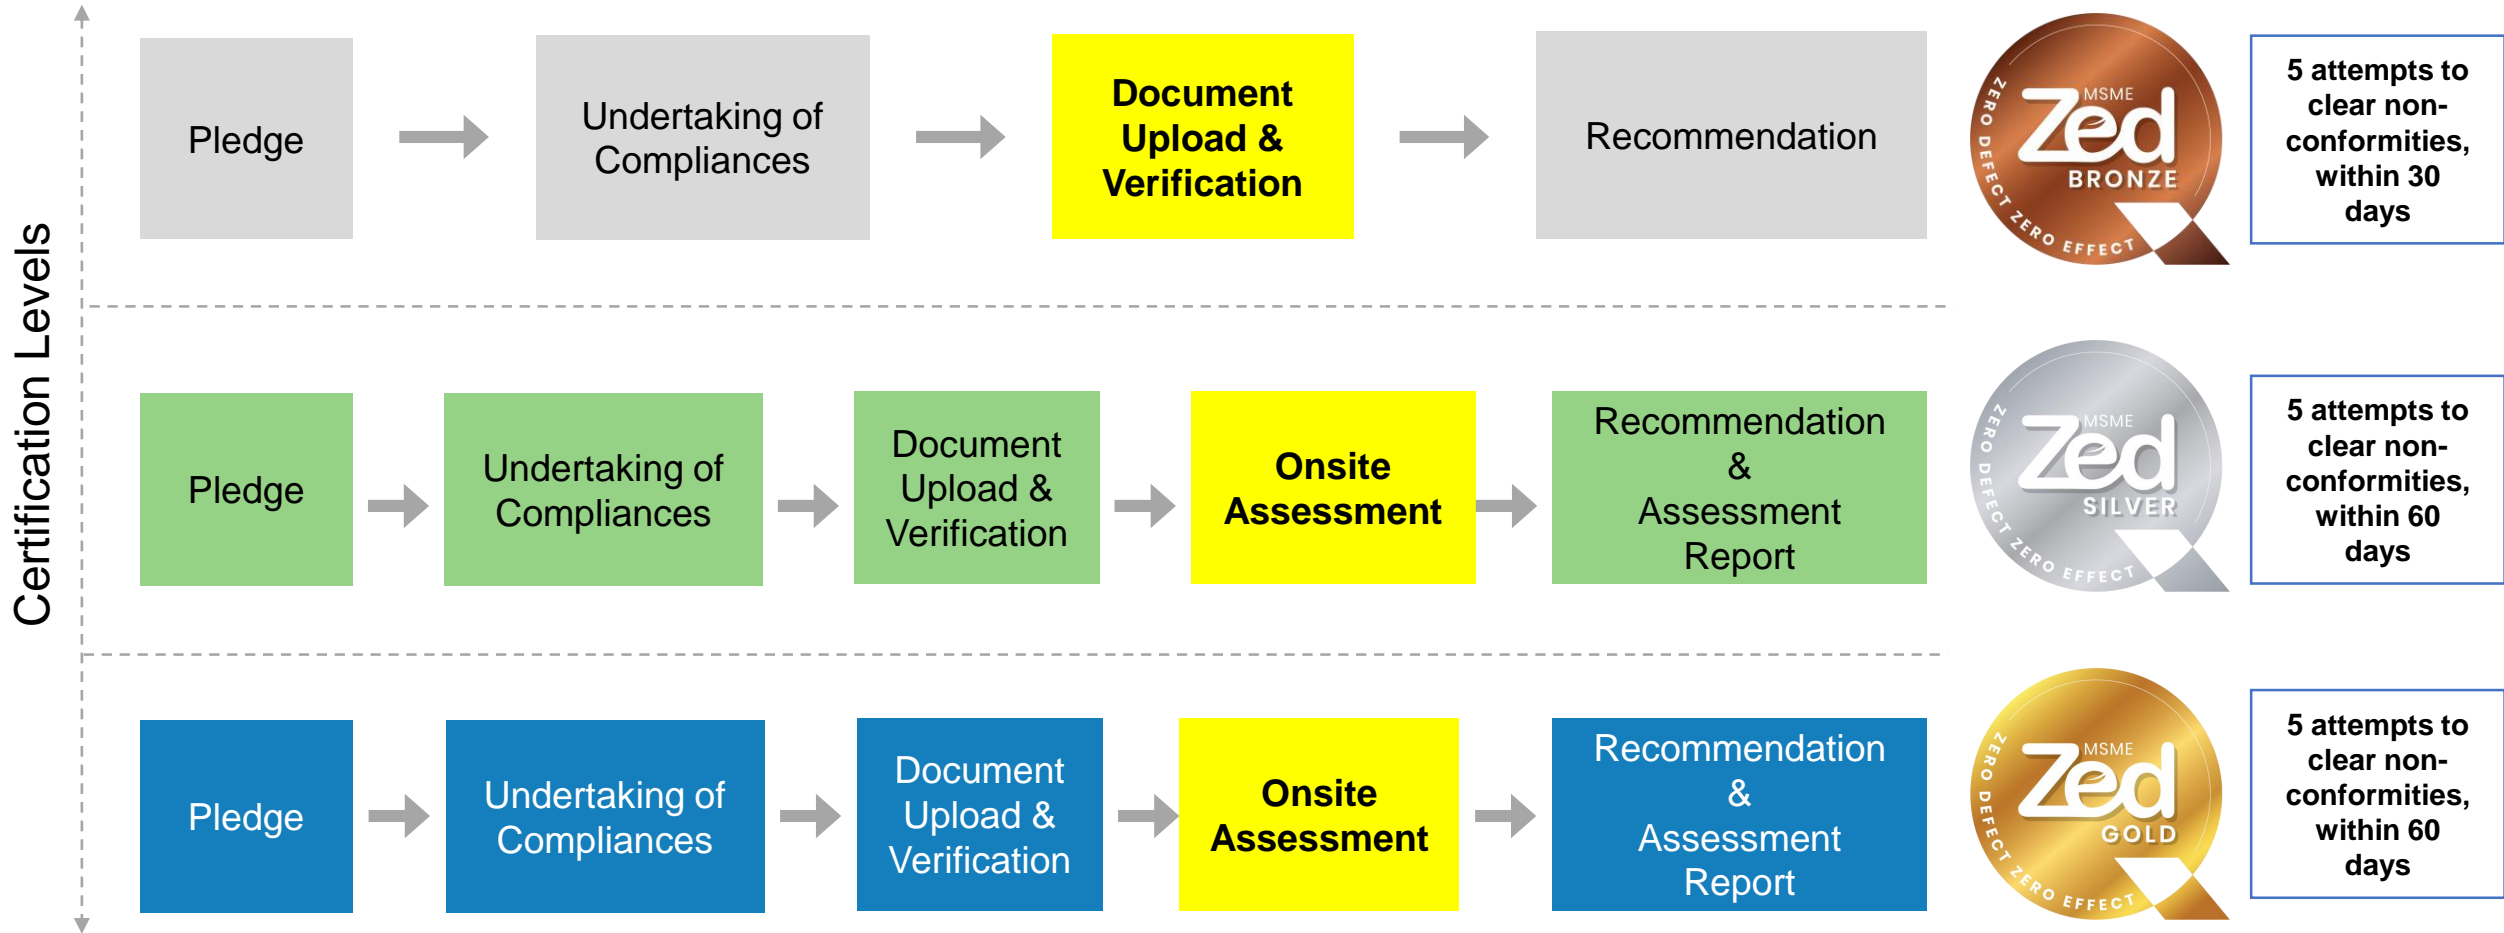 Certification Levels
Pledge
Undertaking of
Compliances
Document
Upload &
Verification
Recommendation
MSME
Zed
BRONZE
ZERO DEFECT ZERO EFFECT
5 attempts to
clear non-
conformities,
within 30
days
Pledge
Undertaking of
Compliances
Document
Upload &
Verification
Onsite
Assessment
Recommendation
&
Assessment
Report
MSME
Zed
SILVER
ZERO DEFECT ZERO EFFECT
5 attempts to
clear non-
conformities,
within 60
days
Pledge
Undertaking of
Compliances
Document
Upload &
Verification
Onsite
Assessment
Recommendation
&
Assessment
Report
MSME
Zed
GOLD
ZERO DEFECT ZERO EFFECT
5 attempts to
clear non-
conformities,
within 60
days